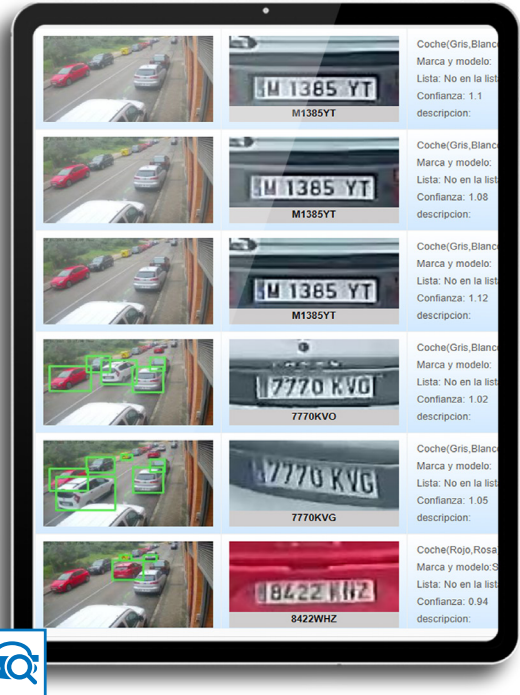 M 1385 YT
M1385YT
Coche(Gris,Blanc
Marca y modelo:
Lista: No en la list
Confianza: 1.1
descripcion:
M 1385 YT
M1385YT
Coche(Gris,Blanc
Marca y modelo:
Lista: No en la list
Confianza: 1.08
descripcion:
M 1385 YT
M1385YT
Coche(Gris,Blanc
Marca y modelo:
Lista: No en la list
Confianza: 1.12
descripcion:
7770 KVG
7770KVO
Coche(Gris,Blanc
Marca y modelo:
Lista: No en la list
Confianza: 1.02
descripcion:
7770 KVG
7770KVG
Coche(Gris,Blanc
Marca y modelo:
Lista: No en la list
Confianza: 1.05
descripcion:
8422
8422WHZ
Coche(Rojo,Rosa
Marca y modelo:S
Lista: No en la list
Confianza: 0.94
descripcion: